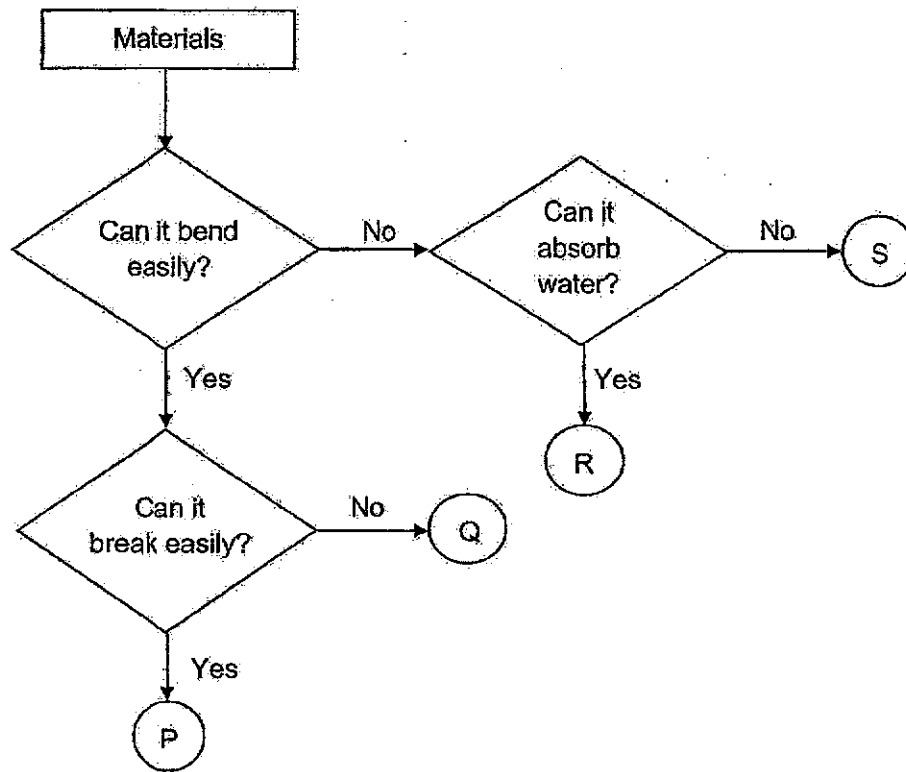 Materials
Can it bend
easily?
No
Can it
absorb
water?
No
S
Yes
Yes
R
Can it
break easily?
No
Q
Yes
P